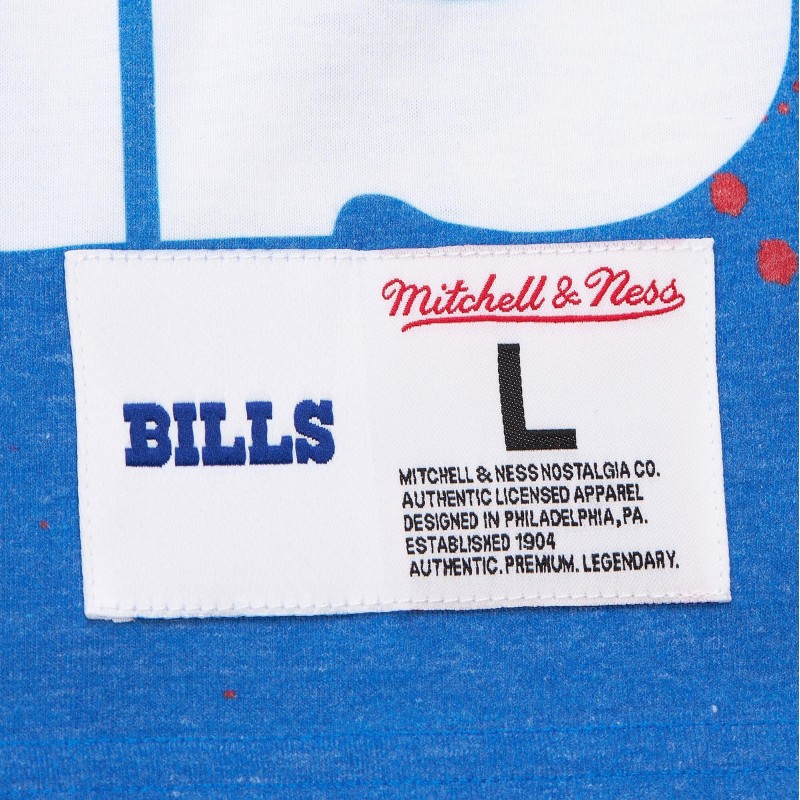 BILLS
Mitchell & Ness
L
MITCHELL & NESS NOSTALGIA CO.
AUTHENTIC LICENSED APPAREL
DESIGNED IN PHILADELPHIA, PA.
ESTABLISHED 1904
AUTHENTIC. PREMIUM. LEGENDARY.